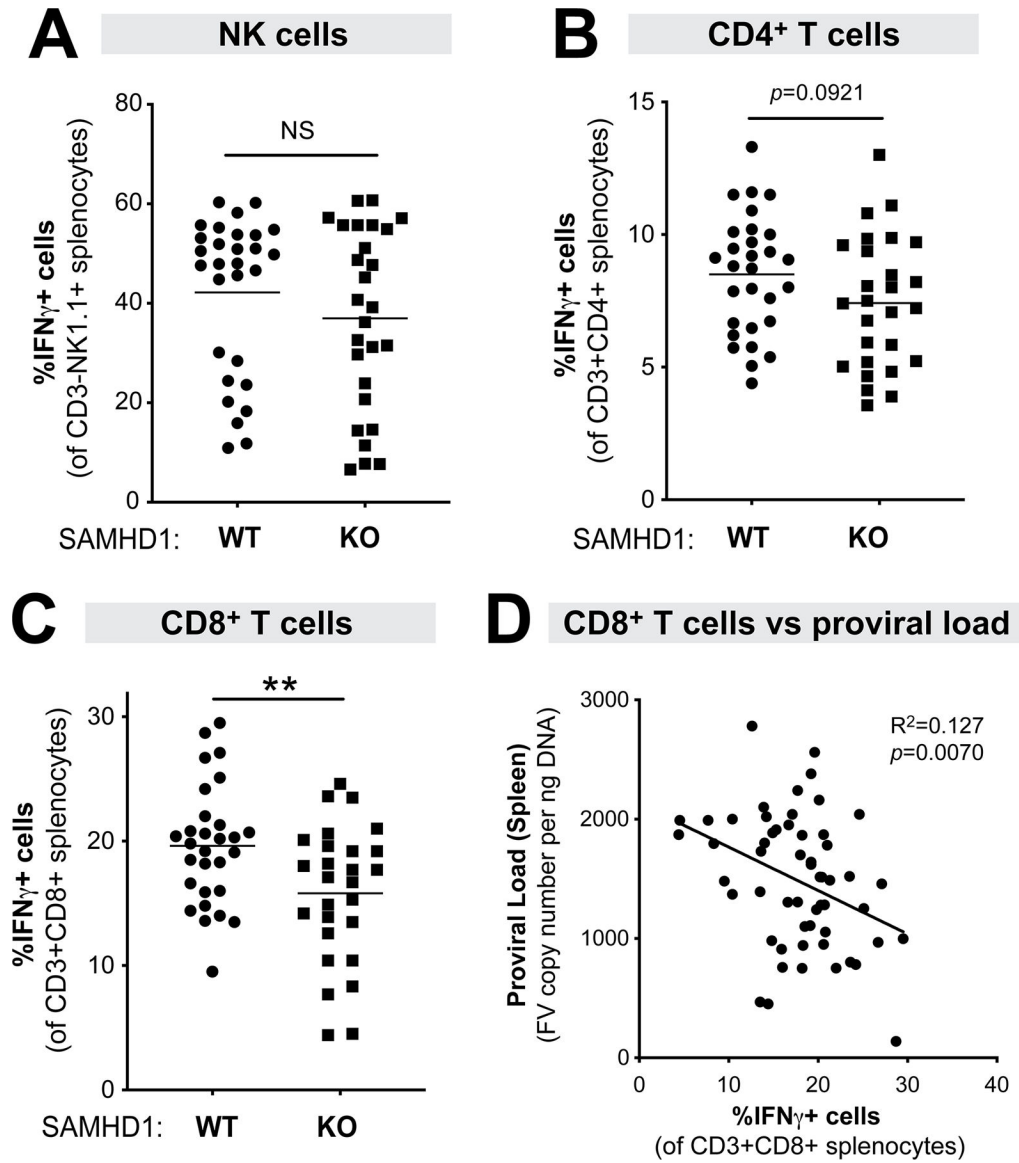 A NK cells
%IFNγ+ cells
(of CD3-NK1.1+ splenocytes)
80
60
40
20
0
NS
SAMHD1: WT KO
B CD4⁺ T cells
%IFNγ+ cells
(of CD3+CD4+ splenocytes)
15
10
5
0
p=0.0921
SAMHD1: WT KO
C CD8⁺ T cells
%IFNγ+ cells
(of CD3+CD8+ splenocytes)
30
20
10
0
**
SAMHD1: WT KO
D CD8⁺ T cells vs proviral load
Proviral Load (Spleen)
(FV copy number per ng DNA)
3000
2000
1000
0
R²=0.127
p=0.0070
0 10 20 30 40
%IFNγ+ cells
(of CD3+CD8+ splenocytes)